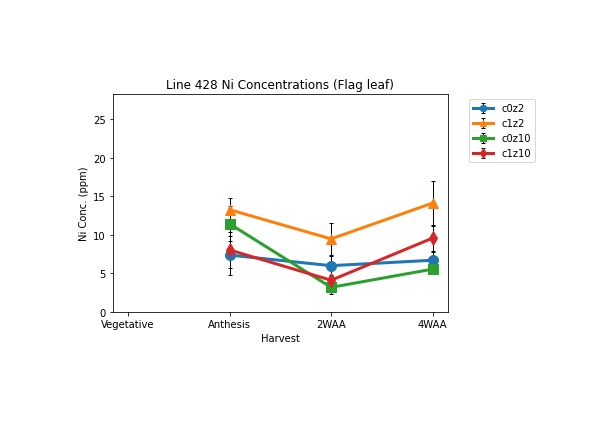 Line 428 Ni Concentrations (Flag leaf)
25
20
15
10
5
0
Ni Conc. (ppm)
Vegetative Anthesis 2WAA 4WAA
Harvest
c0z2
c1z2
c0z10
c1z10